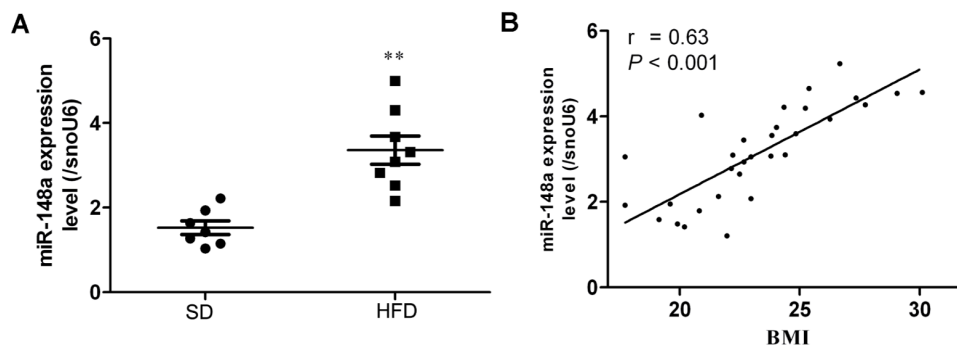 A
miR-148a expression
level (/snoU6)
6
4
2
0
**
SD
HFD
B
miR-148a expression
level (/snoU6)
6
4
2
0
r = 0.63
P < 0.001
20
25
30
BMI